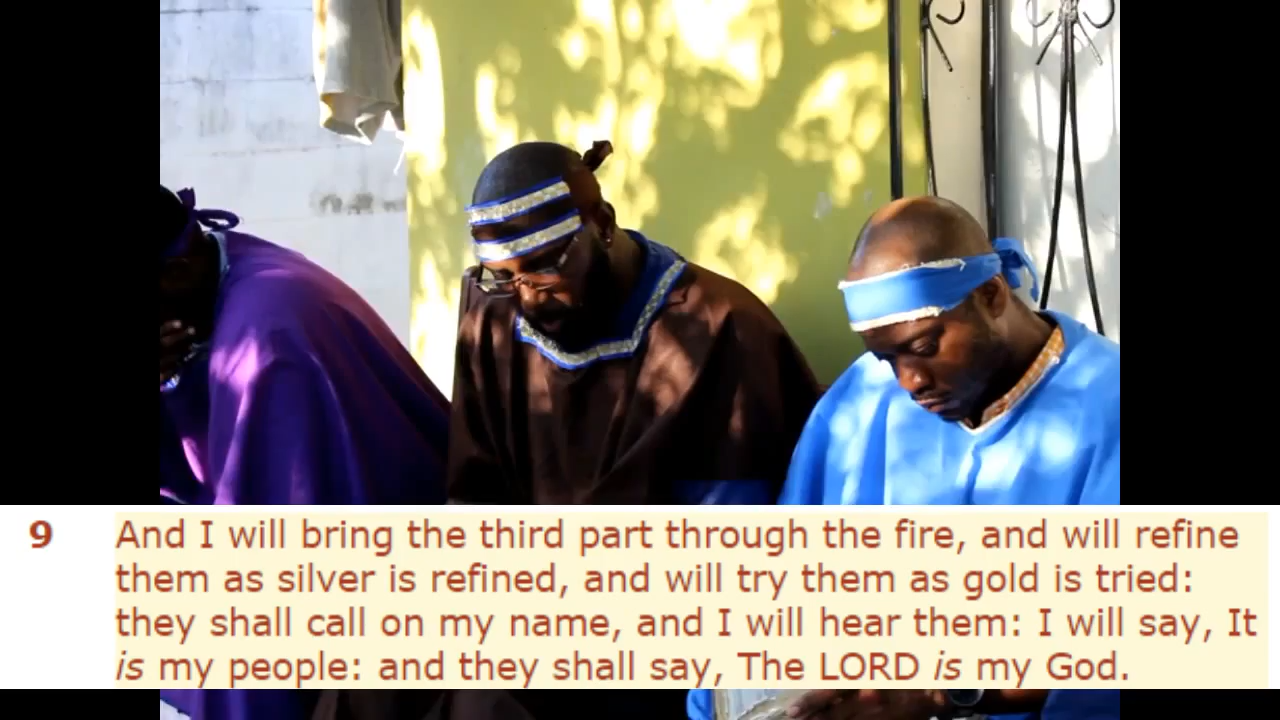 9 And I will bring the third part through the fire, and will refine
them as silver is refined, and will try them as gold is tried:
they shall call on my name, and I will hear them: I will say, It
is my people: and they shall say, The LORD is my God.